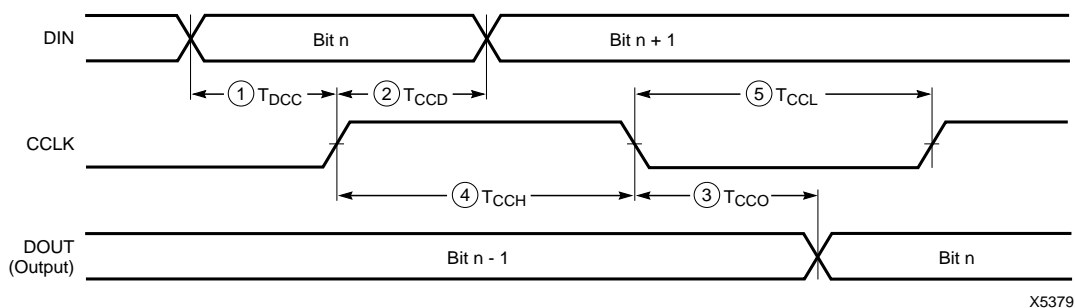 DIN
Bit n
Bit n + 1
1 TDCC
2 TCCD
5 TCCL
CCLK
4 TCCH
3 TCCO
DOUT
(Output)
Bit n - 1
Bit n
X5379